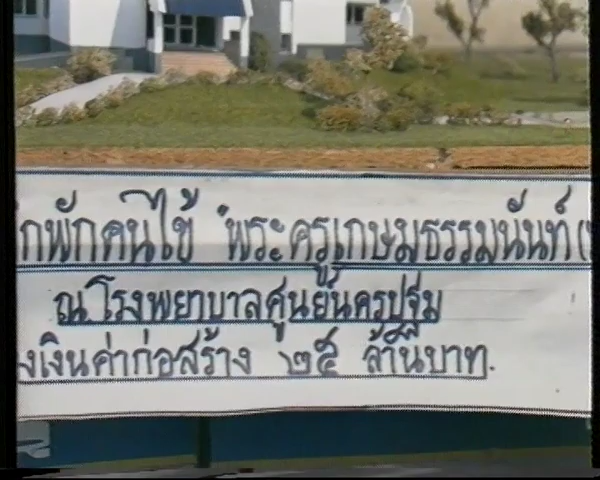 กพักคนไข้ "พระครูเกษมธรรมนันท์ (
ณ โรงพยาบาลศูนย์นครปฐม
งเงินค่าก่อสร้าง ๒๕ ล้านบาท.